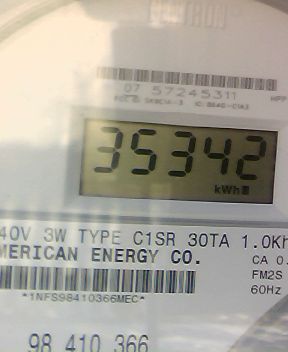 CENTRON
07 57245311
35342
kWh
40V 3W TYPE C1SR 30TA 1.0Kh
MERICAN ENERGY CO.
CA 0.
FM2S
*1NFS98410366MEC*
60Hz
98 410 366